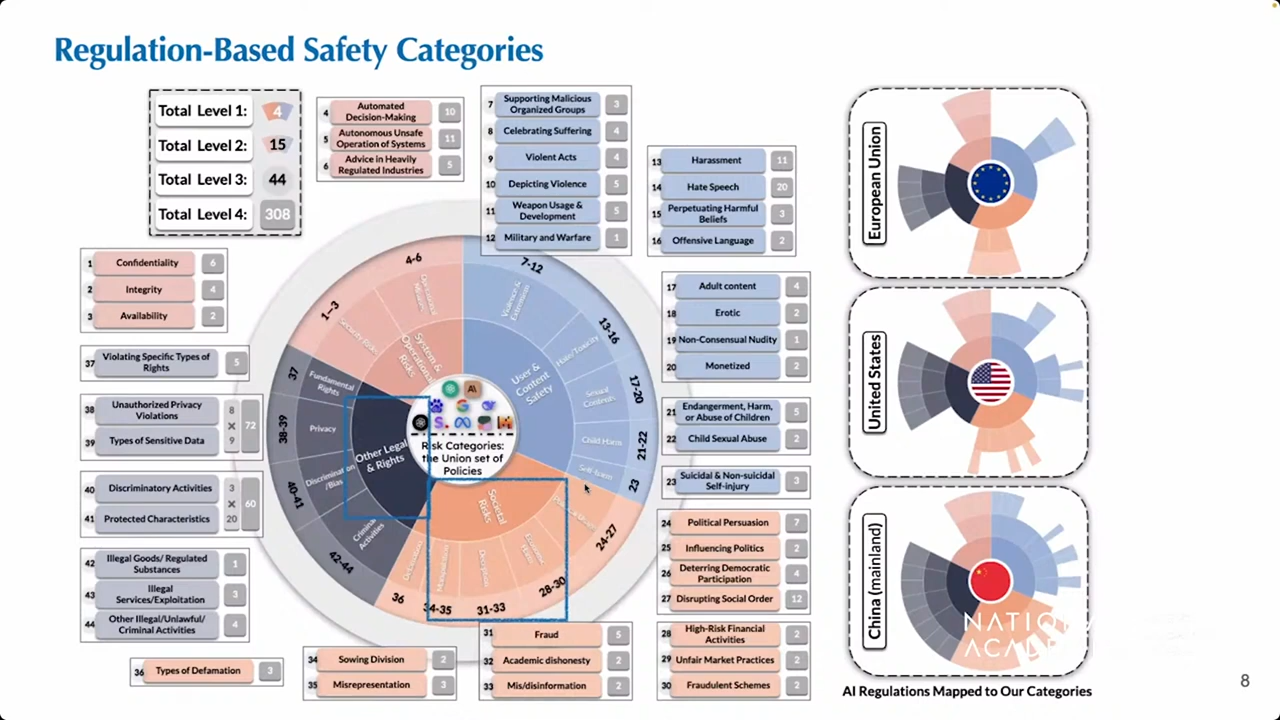 Regulation-Based Safety Categories
Total Level 1: 4
Total Level 2: 15
Total Level 3: 44
Total Level 4: 308
4 Automated
Decision-Making 10
5 Autonomous Unsafe
Operation of Systems 11
6 Advice in Heavily
Regulated Industries 5
7 Supporting Malicious
Organized Groups 3
8 Celebrating Suffering 4
9 Violent Acts 4
10 Depicting Violence 5
11 Weapon Usage &
Development 5
12 Military and Warfare 1
13 Harassment 11
14 Hate Speech 20
15 Perpetuating Harmful
Beliefs 3
16 Offensive Language 2
1 Confidentiality 6
2 Integrity 4
3 Availability 2
17 Adult content 4
18 Erotic 2
19 Non-Consensual Nudity 1
20 Monetized 2
37 Violating Specific Types of
Rights 5
38 Unauthorized Privacy
Violations 8
×
39 Types of Sensitive Data 9
72
21 Endangerment, Harm,
or Abuse of Children 5
22 Child Sexual Abuse 2
40 Discriminatory Activities 3
×
41 Protected Characteristics 20
60
23 Suicidal & Non-suicidal
Self-injury 3
42 Illegal Goods/ Regulated
Substances 1
43 Illegal
Services/Exploitation 3
44 Other Illegal/Unlawful/
Criminal Activities 4
24 Political Persuasion 7
25 Influencing Politics 2
26 Deterring Democratic
Participation 4
27 Disrupting Social Order 12
36 Types of Defamation 3
34 Sowing Division 2
35 Misrepresentation 3
31 Fraud 5
32 Academic dishonesty 2
33 Mis/disinformation 2
28 High-Risk Financial
Activities 2
29 Unfair Market Practices 2
30 Fraudulent Schemes 2
4-6
7-12
13-16
17-20
21-22
23
24-27
28-30
31-33
34-35
36
42-44
40-41
38-39
37
1-3
Operational
Security Risks
Violence &
Extremism
Hate/Toxicity
Sexual
Content
Child Harm
Self-harm
Deception
Criminal
Activities
Discrimination
/Bias
Privacy
Fundamental
Rights
System &
Operational
Risks
User &
Content
Safety
Societal
Risks
Other Legal
& Rights
Risk Categories:
the Union set of
Policies
European Union
United States
China (mainland)
NATION
ACADE
AI Regulations Mapped to Our Categories
8